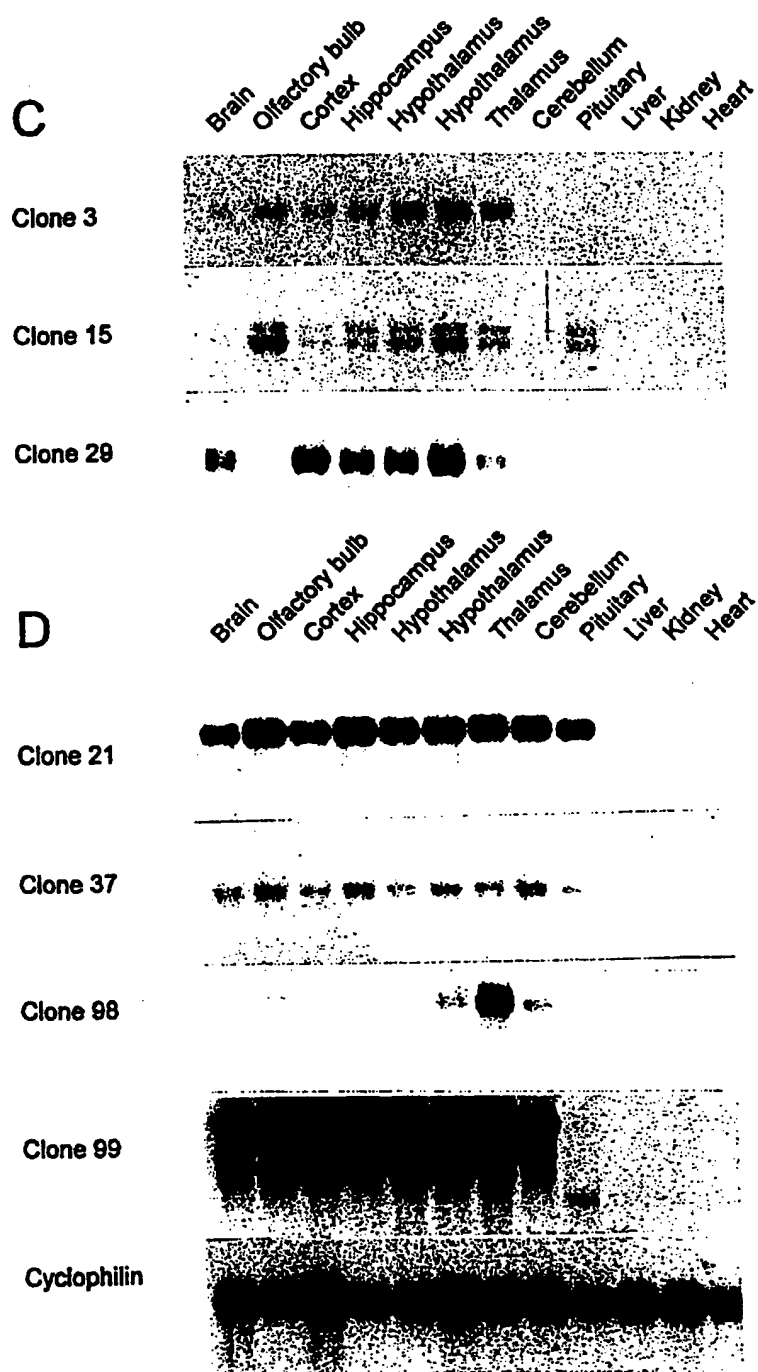 C
Brain
Olfactory bulb
Cortex
Hippocampus
Hypothalamus
Hypothalamus
Thalamus
Cerebellum
Pituitary
Liver
Kidney
Heart
Clone 3
Clone 15
Clone 29
D
Brain
Olfactory bulb
Cortex
Hippocampus
Hypothalamus
Hypothalamus
Thalamus
Cerebellum
Pituitary
Liver
Kidney
Heart
Clone 21
Clone 37
Clone 98
Clone 99
Cyclophilin